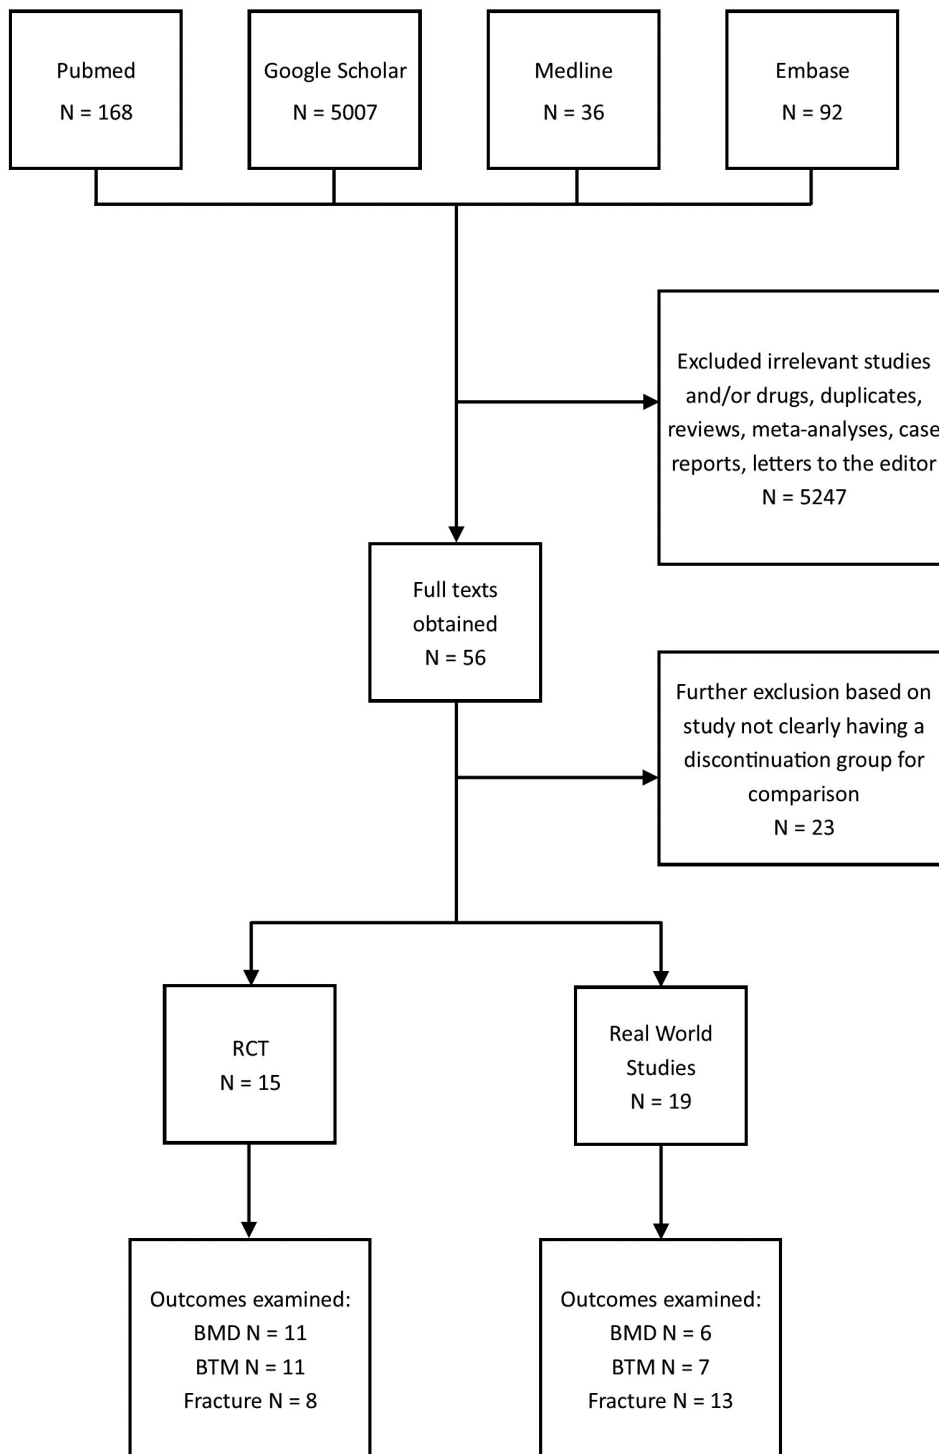 Pubmed
N = 168
Google Scholar
N = 5007
Medline
N = 36
Embase
N = 92
Excluded irrelevant studies
and/or drugs, duplicates,
reviews, meta-analyses, case
reports, letters to the editor
N = 5247
Full texts
obtained
N = 56
Further exclusion based on
study not clearly having a
discontinuation group for
comparison
N = 23
RCT
N = 15
Real World
Studies
N = 19
Outcomes examined:
BMD N = 11
BTM N = 11
Fracture N = 8
Outcomes examined:
BMD N = 6
BTM N = 7
Fracture N = 13